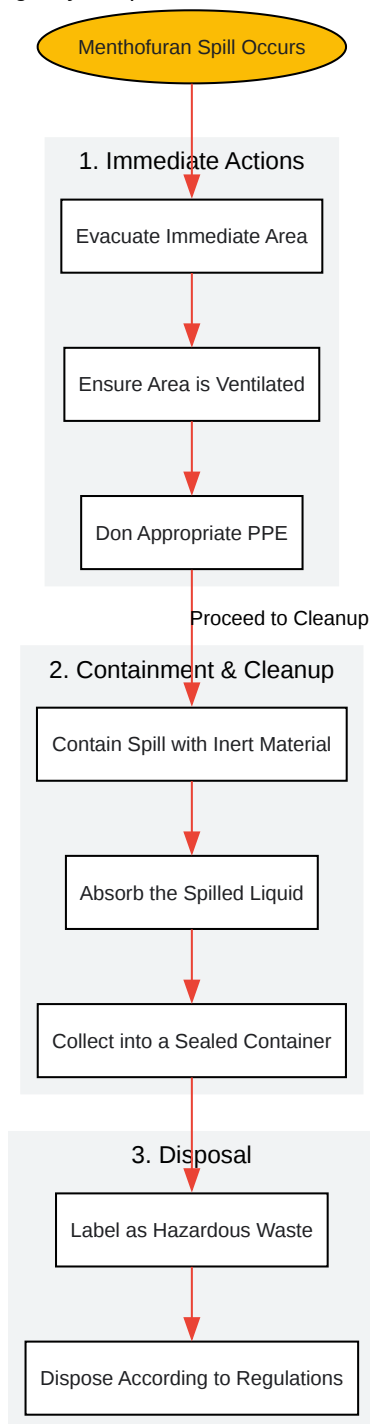 Menthofuran Spill Occurs
1. Immediate Actions
Evacuate Immediate Area
Ensure Area is Ventilated
Don Appropriate PPE
Proceed to Cleanup
2. Containment & Cleanup
Contain Spill with Inert Material
Absorb the Spilled Liquid
Collect into a Sealed Container
3. Disposal
Label as Hazardous Waste
Dispose According to Regulations